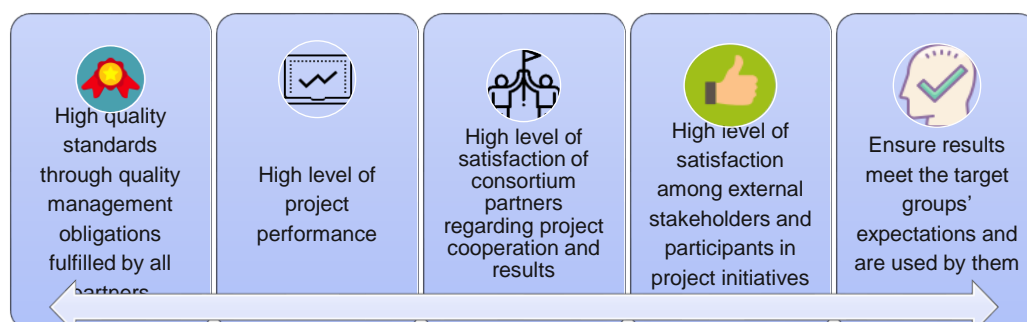 High quality
standards
through quality
management
obligations
fulfilled by all
partners
High level of
project
performance
High level of
satisfaction of
consortium
partners
regarding project
cooperation and
results
High level of
satisfaction
among external
stakeholders and
participants in
project initiatives
Ensure results
meet the target
groups’
expectations and
are used by them